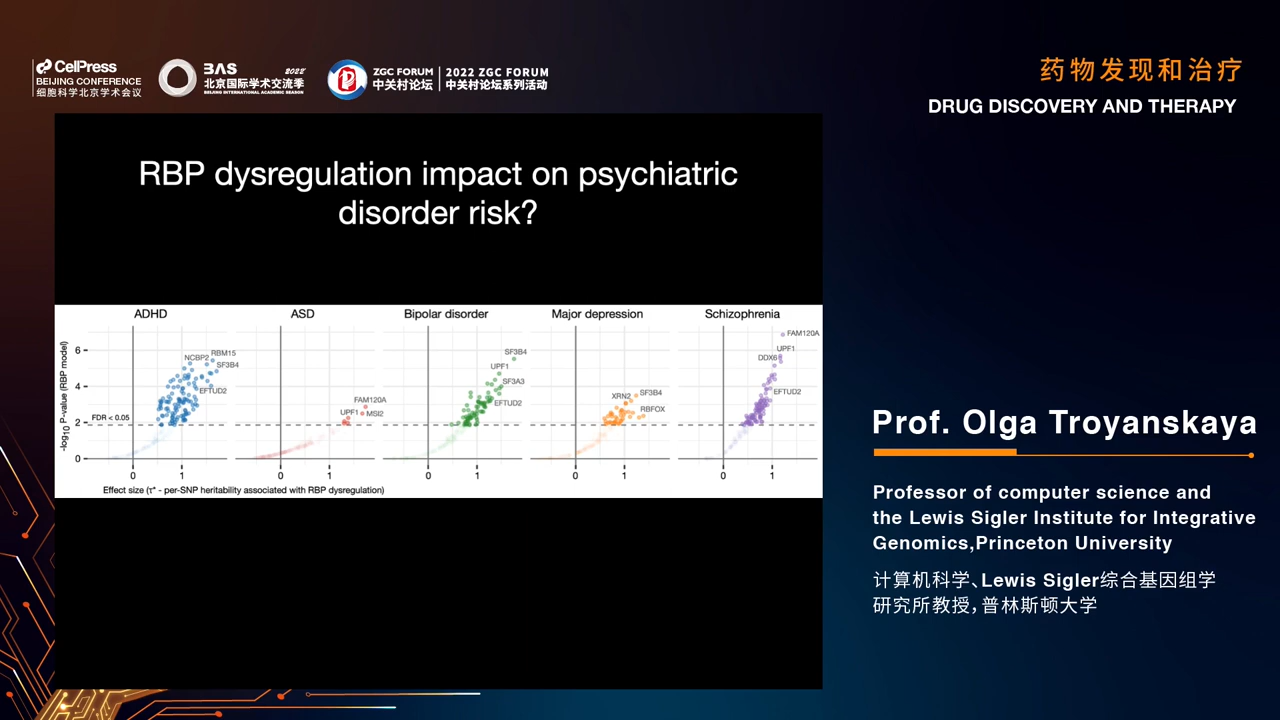 CelPress
BEIJING CONFERENCE
细胞科学北京学术会议
BAS 2022
北京国际学术交流季
BEIJING INTERNATIONAL ACADEMIC SEASON
ZGC FORUM
中关村论坛
2022 ZGC FORUM
中关村论坛系列活动
药物发现和治疗
DRUG DISCOVERY AND THERAPY
RBP dysregulation impact on psychiatric
disorder risk?
ADHD
ASD
Bipolar disorder
Major depression
Schizophrenia
-log10 P-value (RBP model)
6
4
2
0
FDR < 0.05
NCBP2
RBM15
SF3B4
EFTUD2
FAM120A
UPF1
MSI2
SF3B4
UPF1
SF3A3
EFTUD2
XRN2
SF3B4
RBFOX
FAM120A
UPF1
DDX6
EFTUD2
0 1
0 1
0 1
0 1
0 1
Effect size (τ* - per-SNP heritability associated with RBP dysregulation)
Prof. Olga Troyanskaya
Professor of computer science and
the Lewis Sigler Institute for Integrative
Genomics,Princeton University
计算机科学、Lewis Sigler综合基因组学
研究所教授，普林斯顿大学